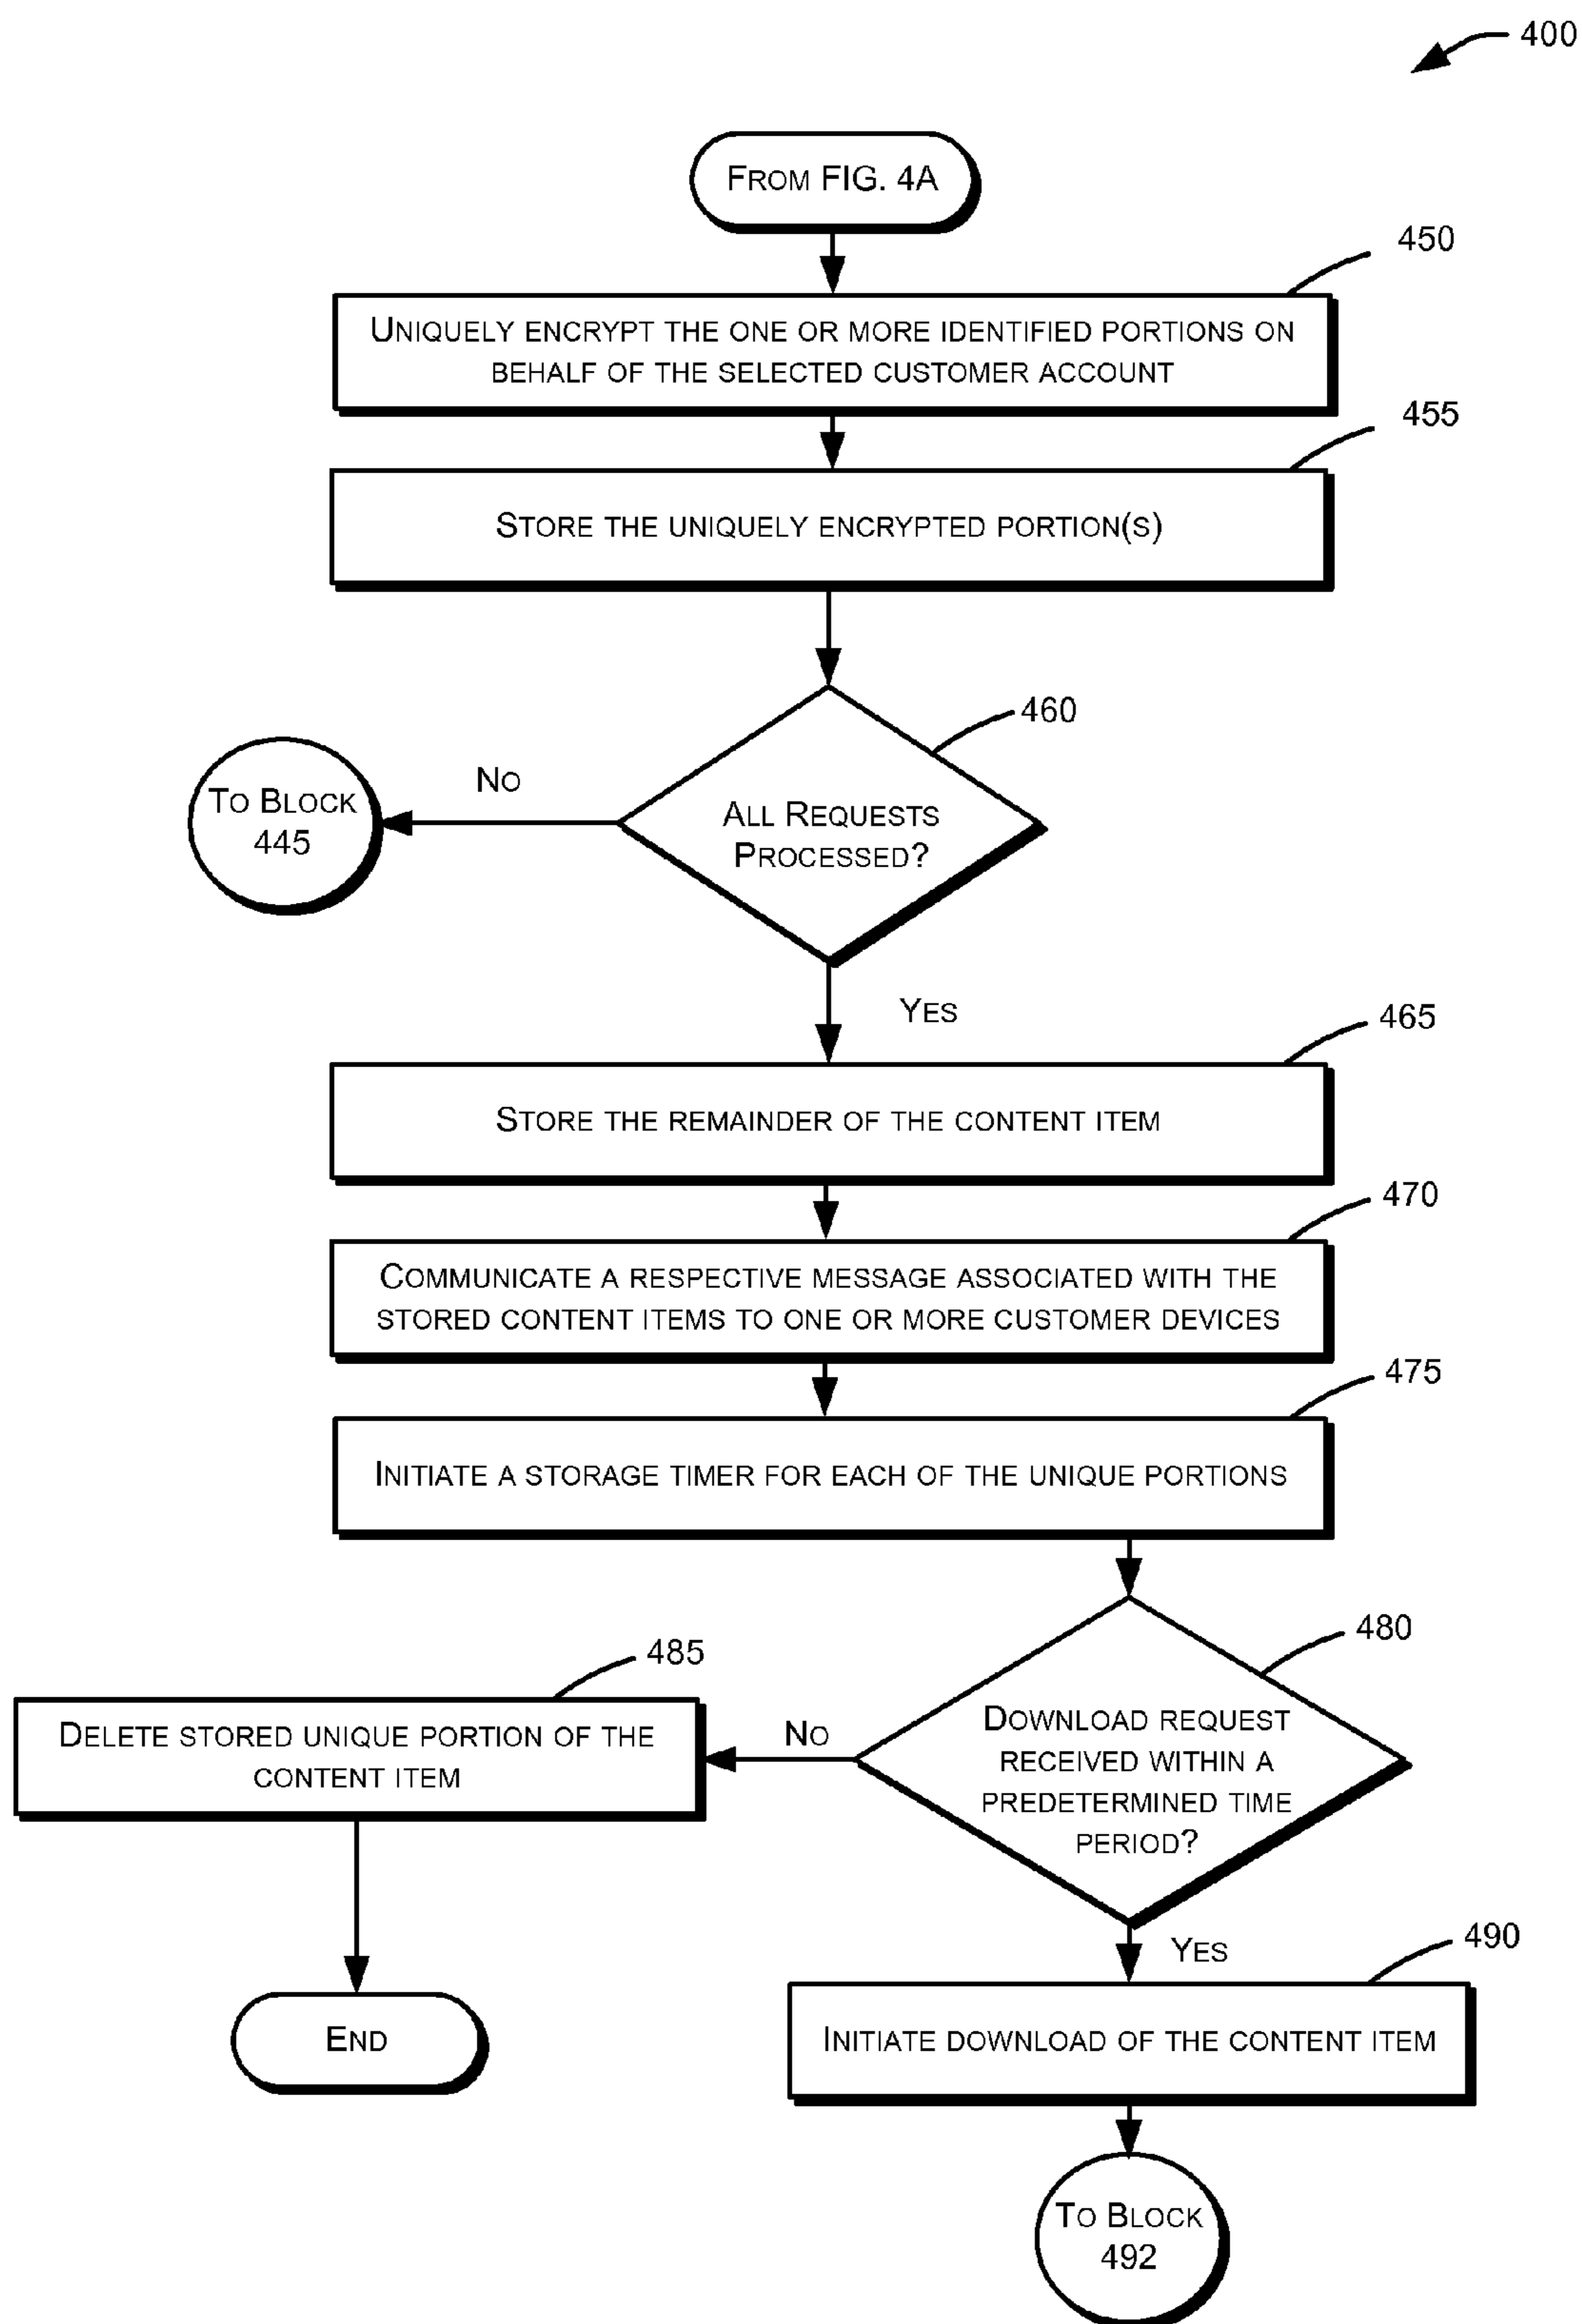 400
FROM FIG. 4A
450
UNIQUELY ENCRYPT THE ONE OR MORE IDENTIFIED PORTIONS ON
BEHALF OF THE SELECTED CUSTOMER ACCOUNT
455
STORE THE UNIQUELY ENCRYPTED PORTION(S)
460
ALL REQUESTS
PROCESSED?
NO
TO BLOCK
445
YES
465
STORE THE REMAINDER OF THE CONTENT ITEM
470
COMMUNICATE A RESPECTIVE MESSAGE ASSOCIATED WITH THE
STORED CONTENT ITEMS TO ONE OR MORE CUSTOMER DEVICES
475
INITIATE A STORAGE TIMER FOR EACH OF THE UNIQUE PORTIONS
480
DOWNLOAD REQUEST
RECEIVED WITHIN A
PREDETERMINED TIME
PERIOD?
NO
485
DELETE STORED UNIQUE PORTION OF THE
CONTENT ITEM
END
YES
490
INITIATE DOWNLOAD OF THE CONTENT ITEM
TO BLOCK
492